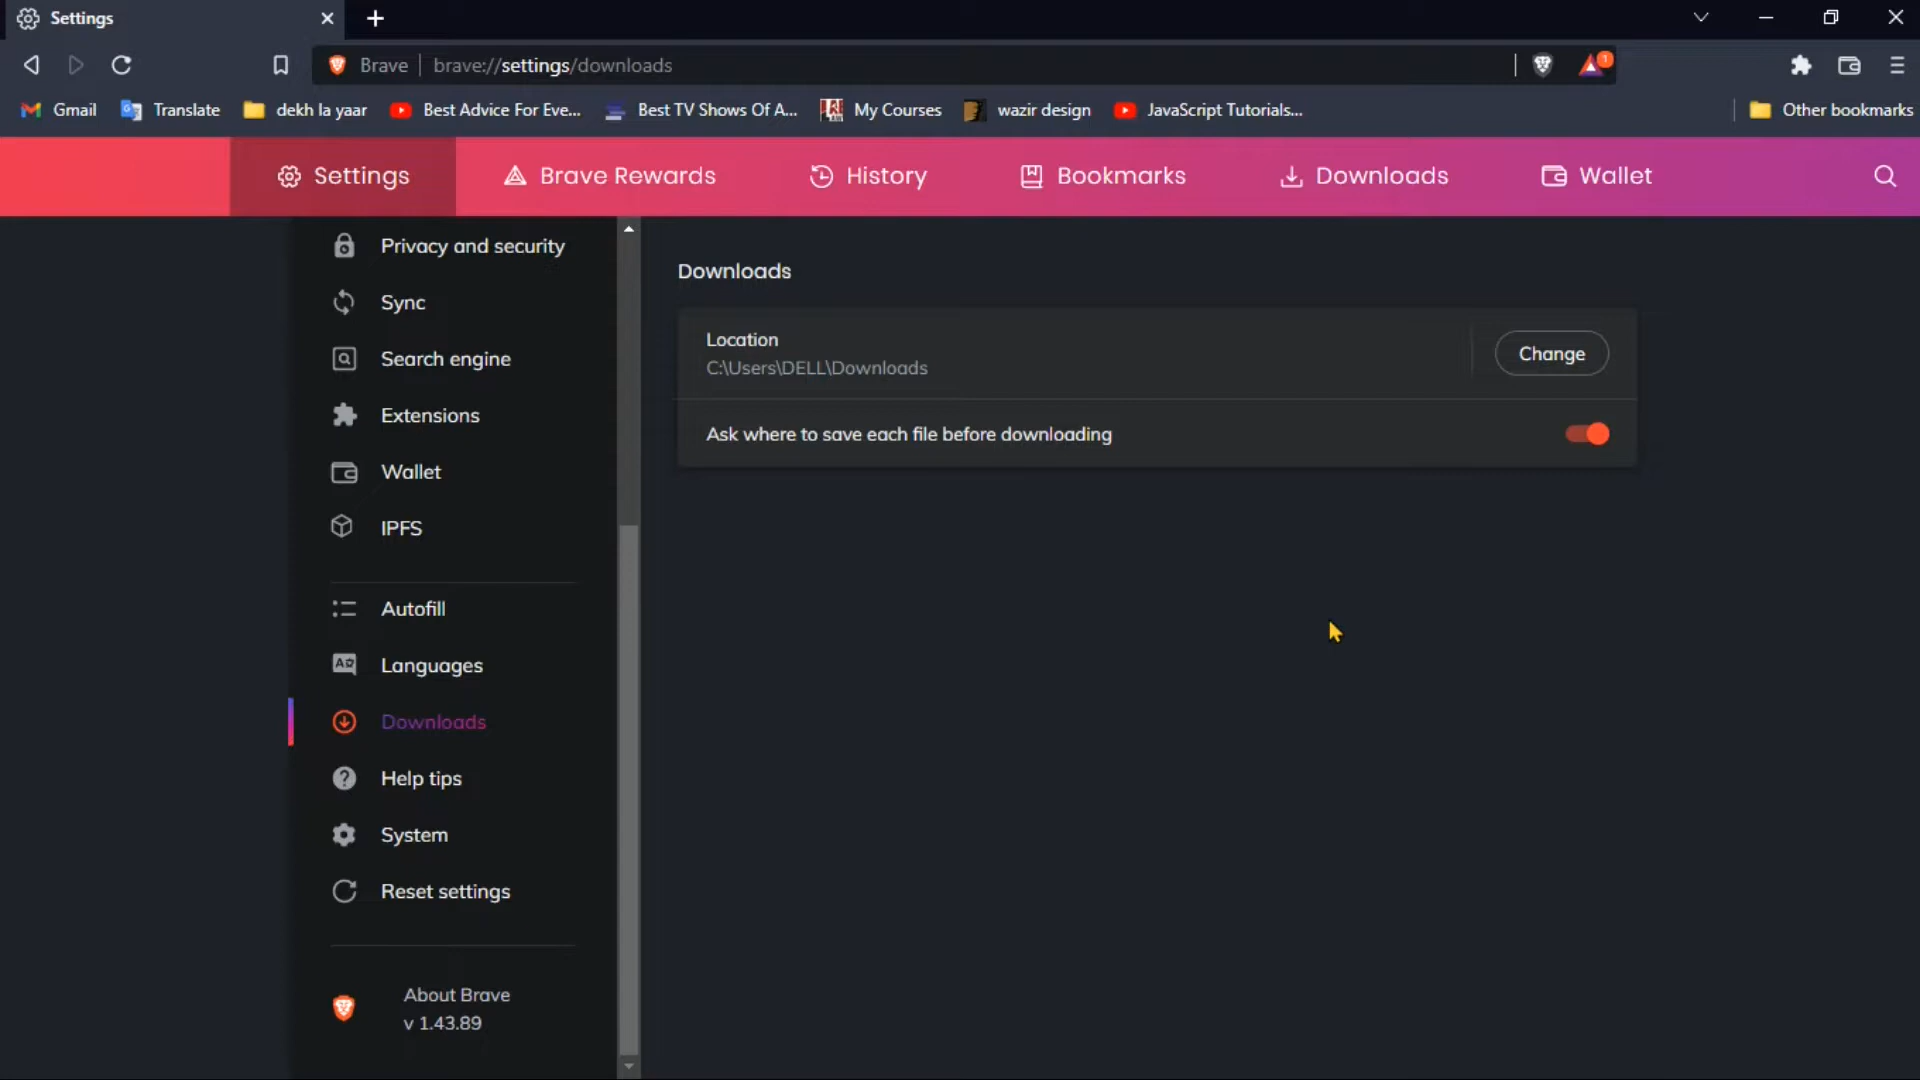 Settings
Brave brave://settings/downloads
1
Gmail Translate dekh la yaar Best Advice For Eve... Best TV Shows Of A... My Courses wazir design JavaScript Tutorials... Other bookmarks
Settings Brave Rewards History Bookmarks Downloads Wallet
Privacy and security
Sync
Search engine
Extensions
Wallet
IPFS
Autofill
Languages
Downloads
Help tips
System
Reset settings
About Brave
v 1.43.89
Downloads
Location
C:\Users\DELL\Downloads
Change
Ask where to save each file before downloading